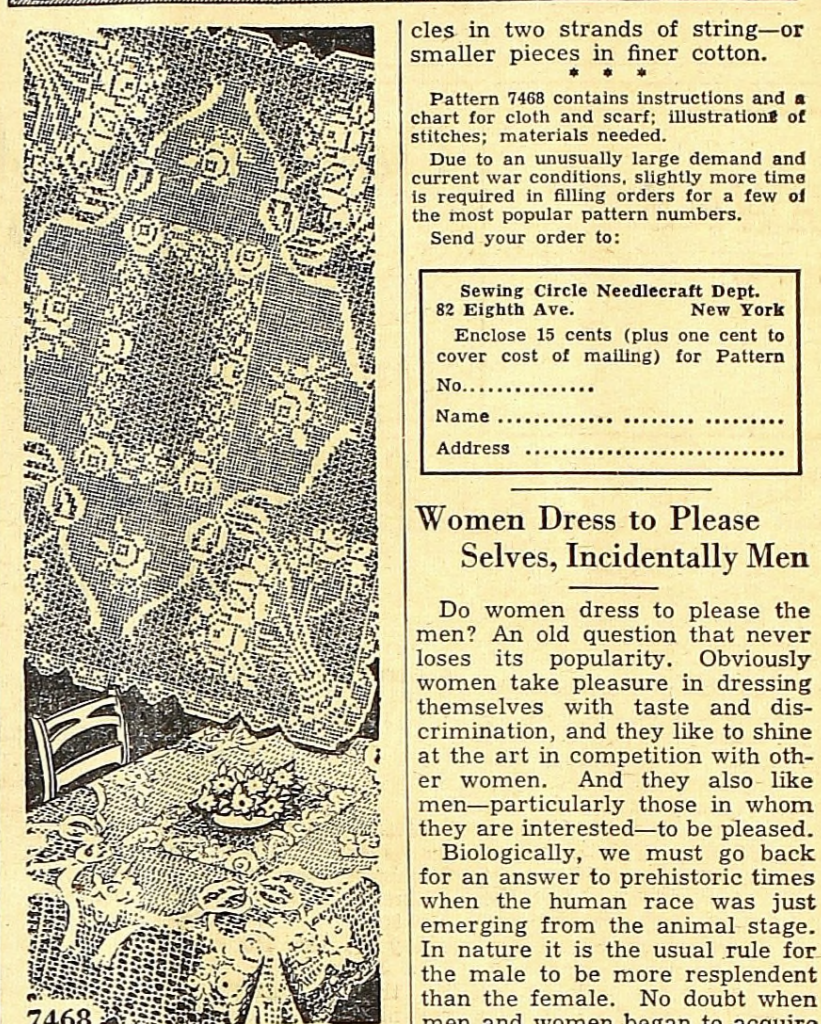 cles in two strands of string—or
smaller pieces in finer cotton.
* * *
Pattern 7468 contains instructions and a
chart for cloth and scarf; illustrations of
stitches; materials needed.
Due to an unusually large demand and
current war conditions, slightly more time
is required in filling orders for a few of
the most popular pattern numbers.
Send your order to:
Sewing Circle Needlecraft Dept.
82 Eighth Ave. New York
Enclose 15 cents (plus one cent to
cover cost of mailing) for Pattern
No...............
Name ............. ........ .........
Address ..............................
Women Dress to Please
Selves, Incidentally Men
Do women dress to please the
men? An old question that never
loses its popularity. Obviously
women take pleasure in dressing
themselves with taste and dis-
crimination, and they like to shine
at the art in competition with oth-
er women. And they also like
men—particularly those in whom
they are interested—to be pleased.
Biologically, we must go back
for an answer to prehistoric times
when the human race was just
emerging from the animal stage.
In nature it is the usual rule for
the male to be more resplendent
than the female. No doubt when
men and women began to acquire
7468